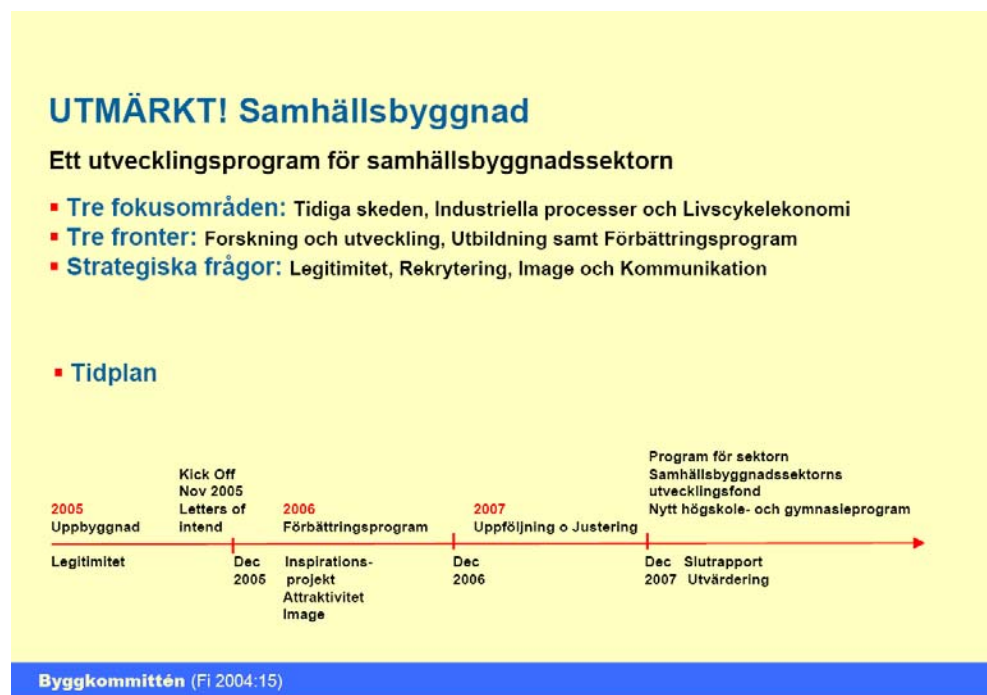 UTMÄRKT! Samhällsbyggnad
Ett utvecklingsprogram för samhällsbyggnadssektorn
▪ Tre fokusområden: Tidiga skeden, Industriella processer och Livscykelekonomi
▪ Tre fronter: Forskning och utveckling, Utbildning samt Förbättringsprogram
▪ Strategiska frågor: Legitimitet, Rekrytering, Image och Kommunikation
▪ Tidplan
2005
Uppbyggnad
Kick Off
Nov 2005
Letters of
intend
2006
Förbättringsprogram
2007
Uppföljning o Justering
Program för sektorn
Samhällsbyggnadssektorns
utvecklingsfond
Nytt högskole- och gymnasieprogram
Legitimitet
Dec
2005
Inspirations-
projekt
Attraktivitet
Image
Dec
2006
Dec
2007
Slutrapport
Utvärdering
Byggkommittén (Fi 2004:15)